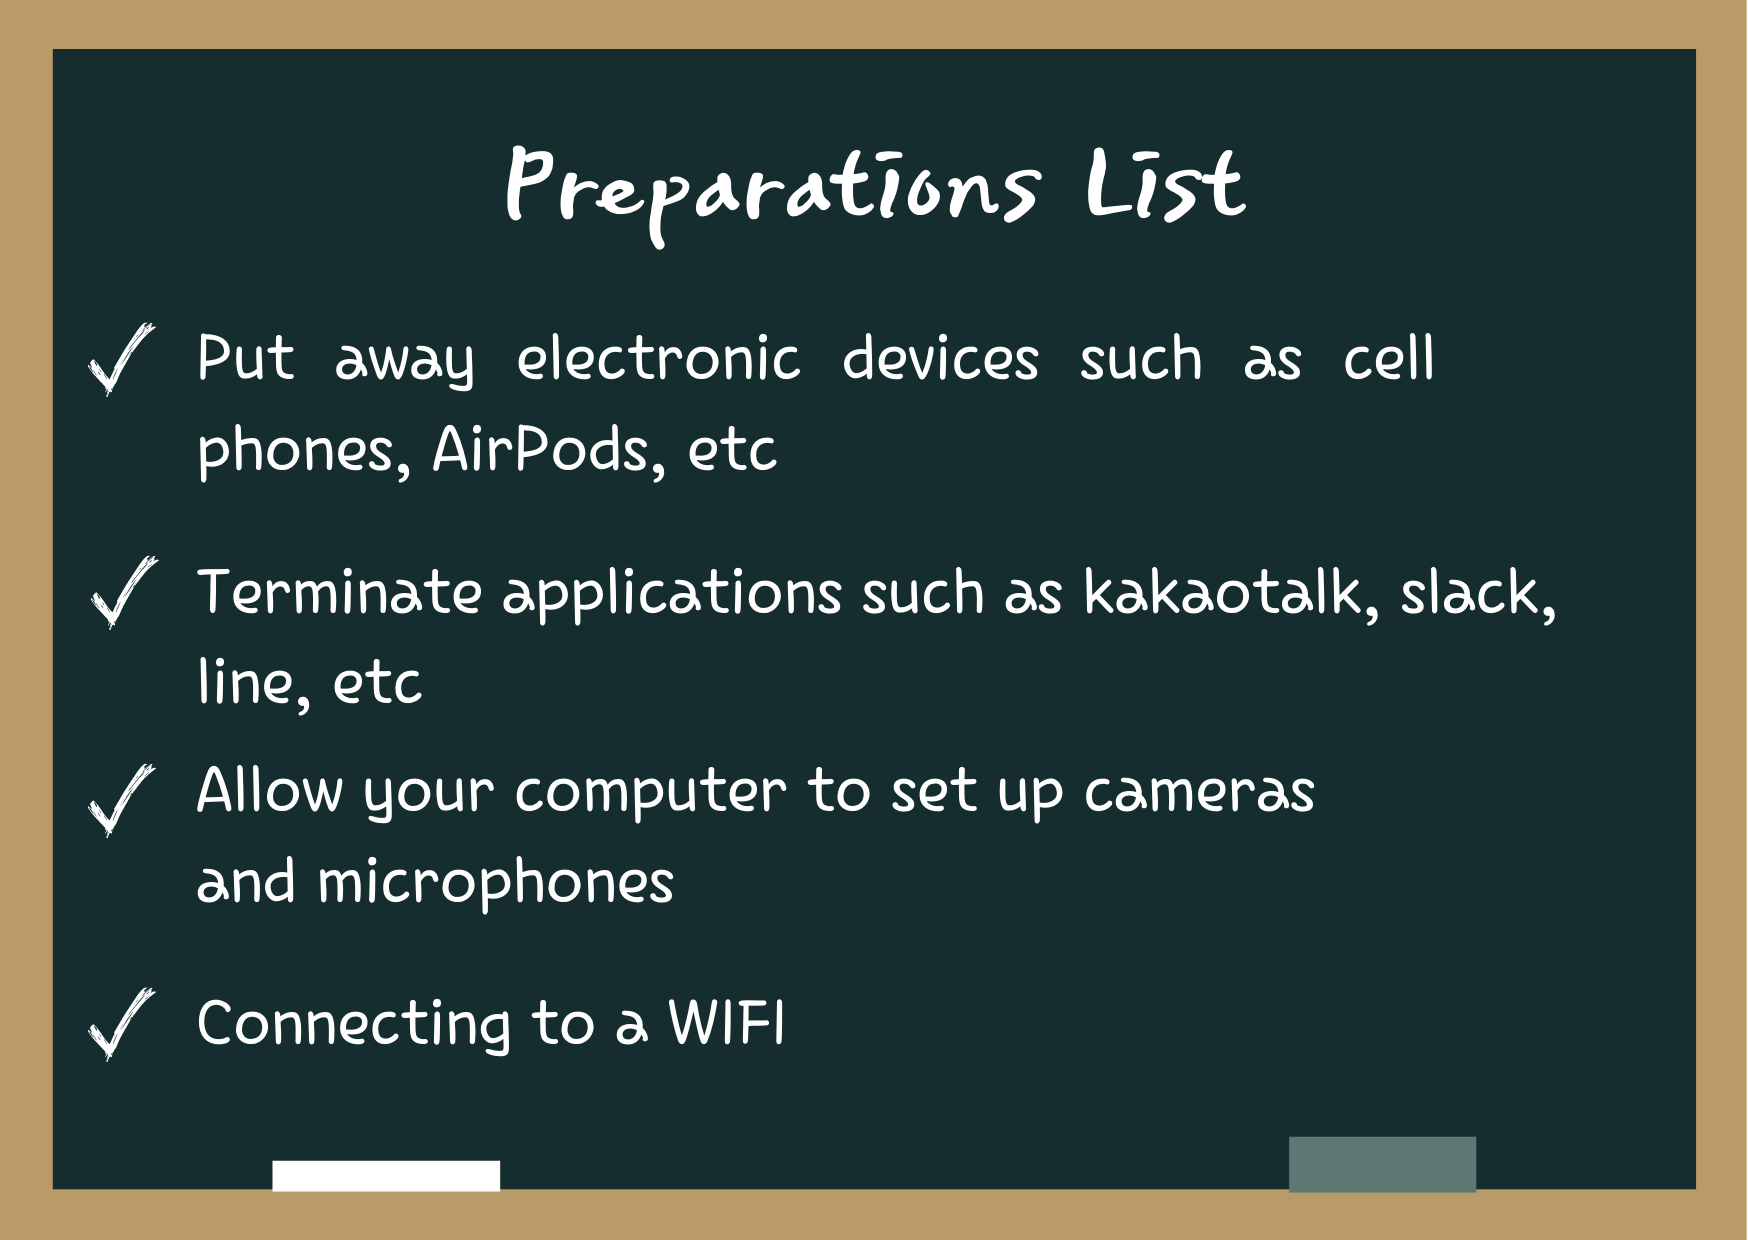 Preparations List
Put away electronic devices such as cell
phones, AirPods, etc
Terminate applications such as kakaotalk, slack,
line, etc
Allow your computer to set up cameras
and microphones
Connecting to a WIFI